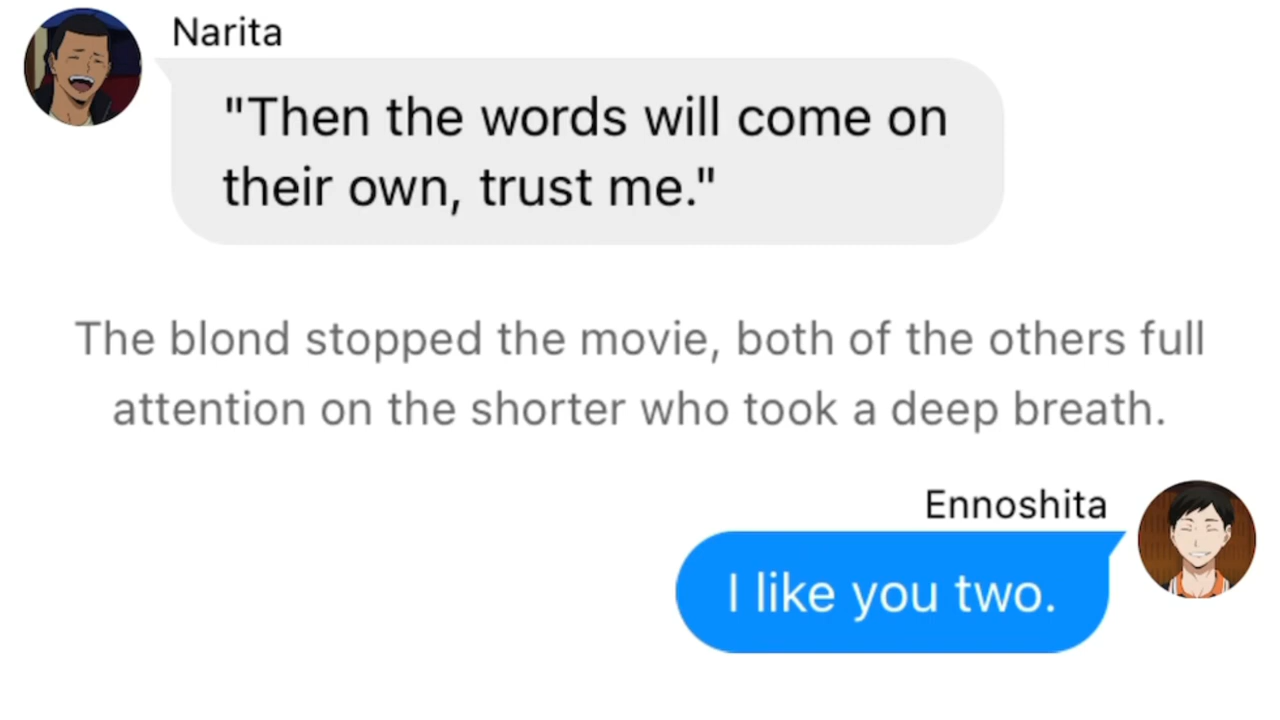 Narita
"Then the words will come on
their own, trust me."
The blond stopped the movie, both of the others full
attention on the shorter who took a deep breath.
Ennoshita
I like you two.